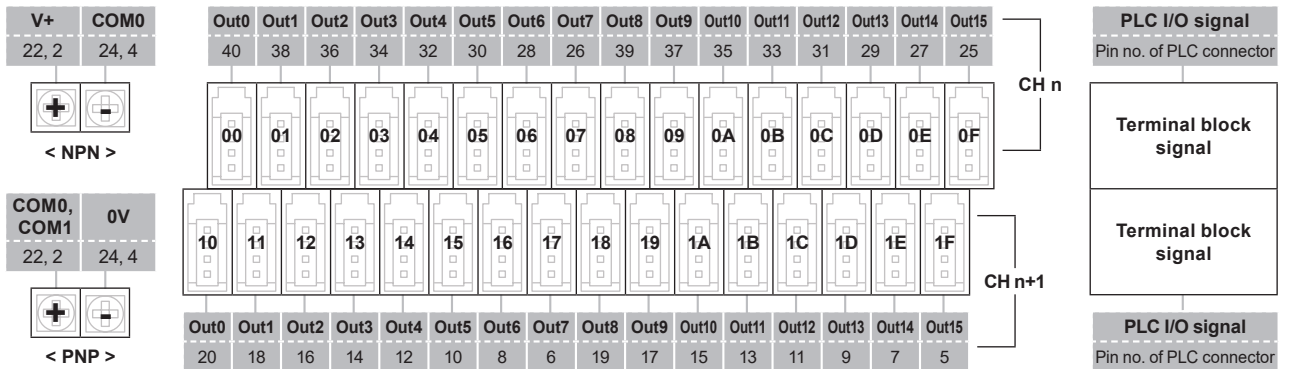 V+ COM0
22, 2 24, 4
< NPN >
COM0, COM1 0V
22, 2 24, 4
< PNP >
Out0 Out1 Out2 Out3 Out4 Out5 Out6 Out7 Out8 Out9 Out10 Out11 Out12 Out13 Out14 Out15
40 38 36 34 32 30 28 26 39 37 35 33 31 29 27 25
CH n
00 01 02 03 04 05 06 07 08 09 0A 0B 0C 0D 0E 0F
10 11 12 13 14 15 16 17 18 19 1A 1B 1C 1D 1E 1F
CH n+1
Out0 Out1 Out2 Out3 Out4 Out5 Out6 Out7 Out8 Out9 Out10 Out11 Out12 Out13 Out14 Out15
20 18 16 14 12 10 8 6 19 17 15 13 11 9 7 5
PLC I/O signal
Pin no. of PLC connector
Terminal block
signal
Terminal block
signal
PLC I/O signal
Pin no. of PLC connector